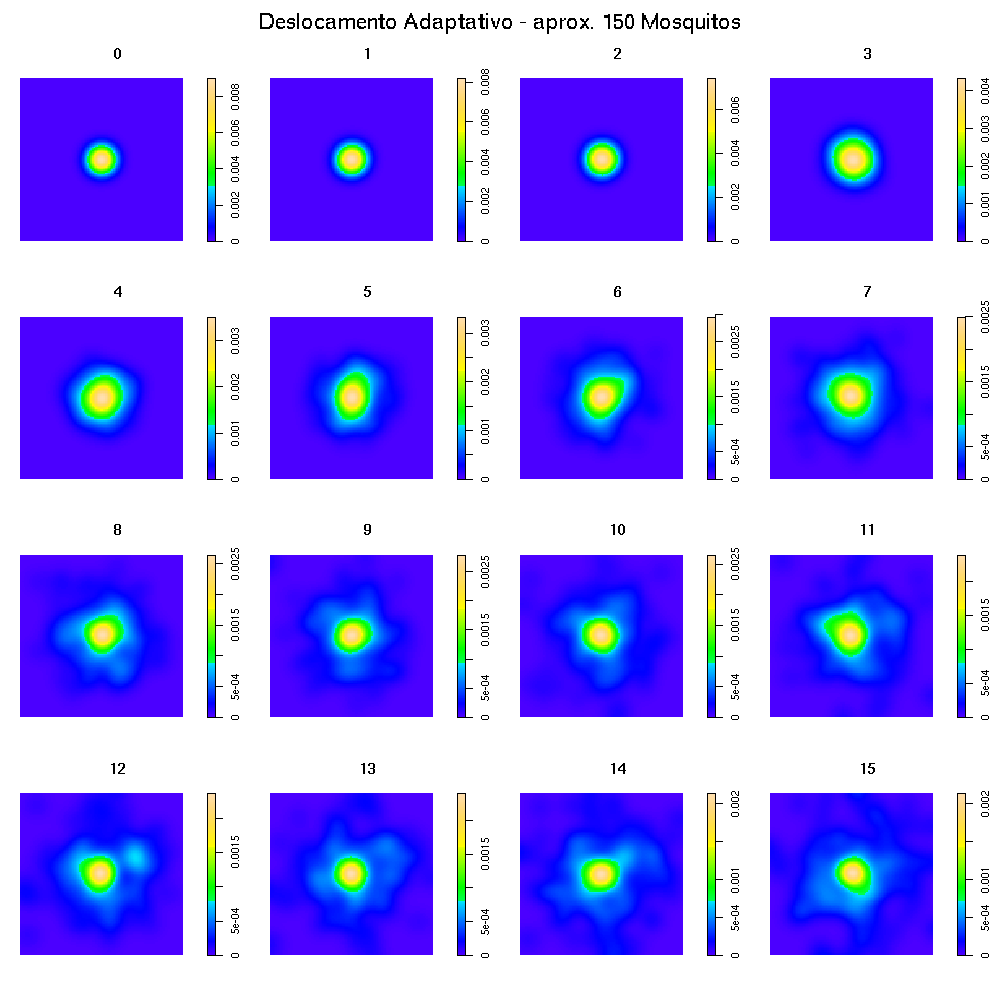 Deslocamento Adaptativo - aprox. 150 Mosquitos
0 1 2 3
0 0.002 0.004 0.006 0.008
0 0.002 0.004 0.006 0.008
0 0.002 0.004 0.006
0 0.001 0.002 0.003 0.004
4 5 6 7
0 0.001 0.002 0.003
0 0.001 0.002 0.003
0 5e-04 0.0015 0.0025
0 5e-04 0.0015 0.0025
8 9 10 11
0 5e-04 0.0015 0.0025
0 5e-04 0.0015 0.0025
0 5e-04 0.0015 0.0025
0 5e-04 0.0015
12 13 14 15
0 5e-04 0.0015
0 5e-04 0.0015
0 5e-04 0.001 0.002
0 5e-04 0.001 0.002